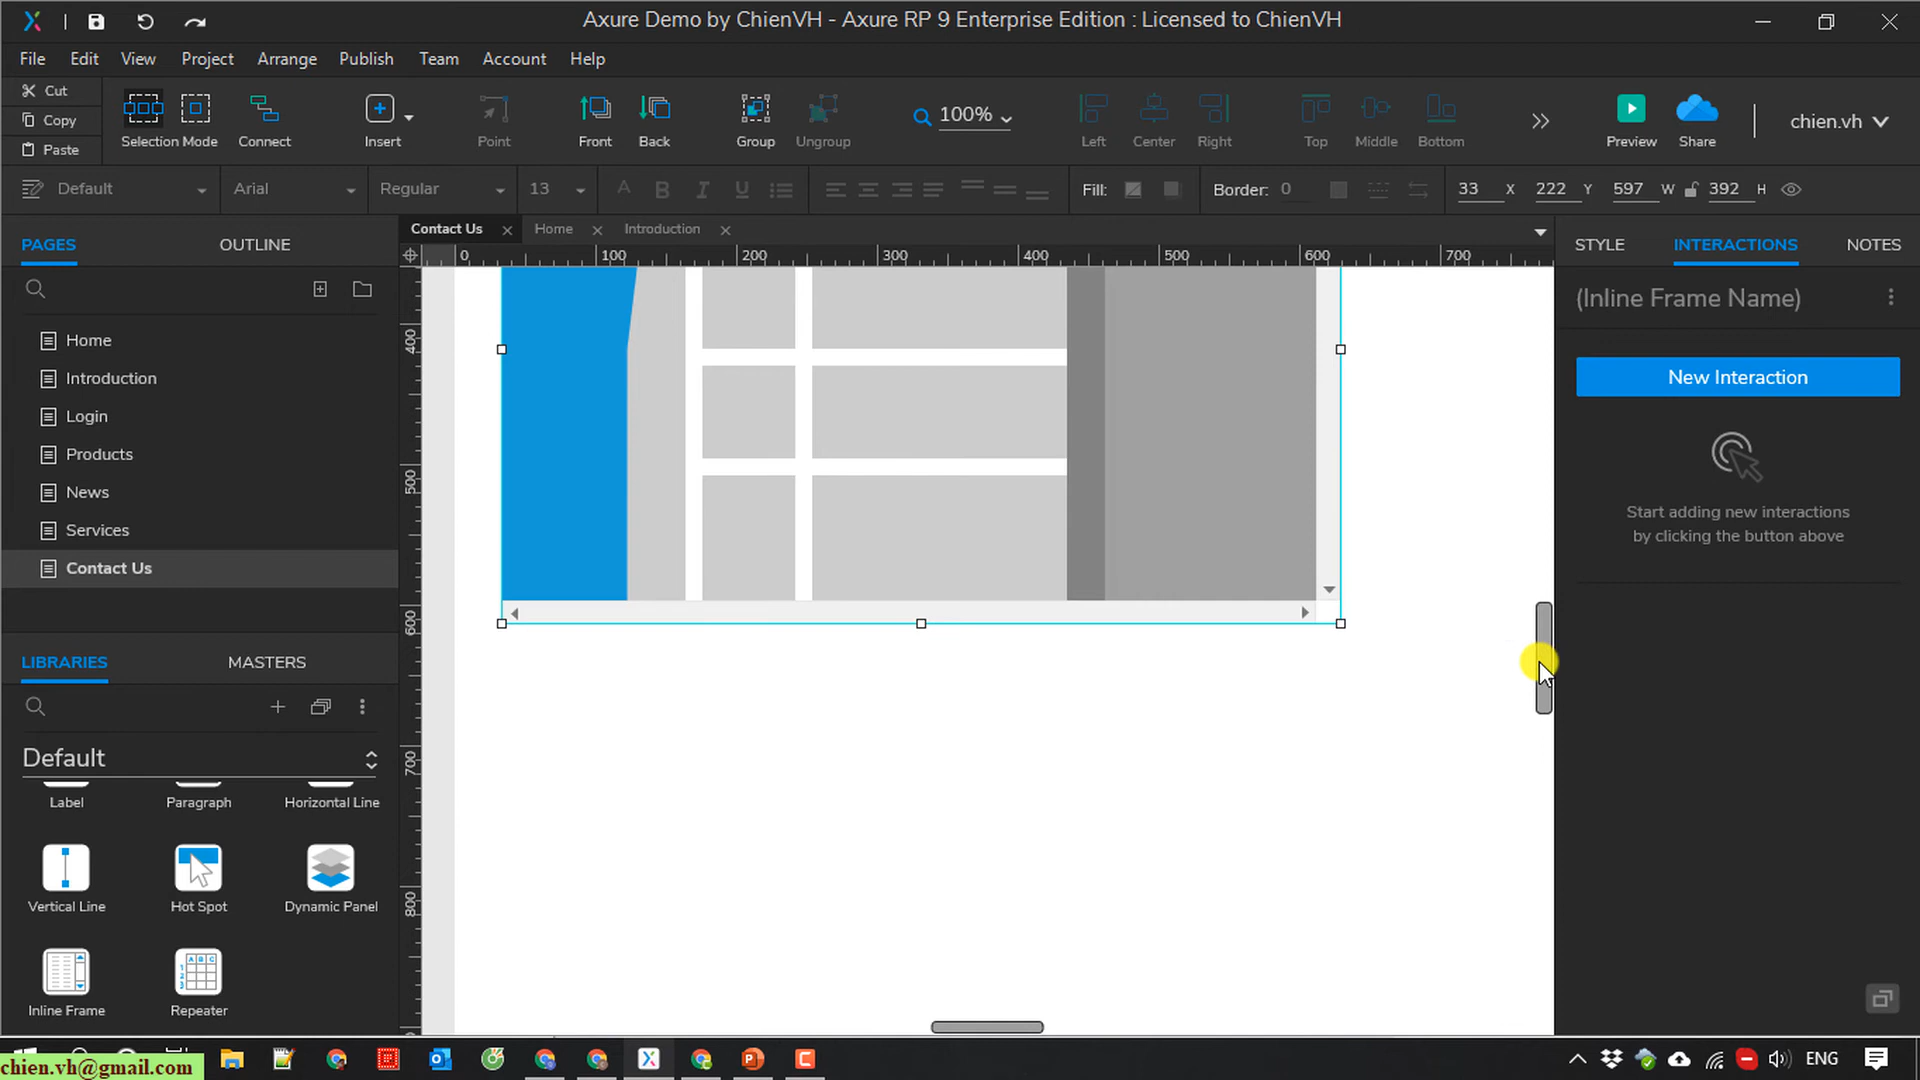 Axure Demo by ChienVH - Axure RP 9 Enterprise Edition : Licensed to ChienVH
File Edit View Project Arrange Publish Team Account Help
Cut
Copy
Paste
Selection Mode Connect Insert Point Front Back Group Ungroup 100% Left Center Right Top Middle Bottom Preview Share chien.vh
Default Arial Regular 13 Fill: Border: 0 33 X 222 Y 597 W 392 H
PAGES OUTLINE
Contact Us Home Introduction
0 100 200 300 400 500 600 700
400
500
600
700
800
STYLE INTERACTIONS NOTES
(Inline Frame Name)
New Interaction
Start adding new interactions
by clicking the button above
Home
Introduction
Login
Products
News
Services
Contact Us
LIBRARIES MASTERS
Default
Label Paragraph Horizontal Line
Vertical Line Hot Spot Dynamic Panel
Inline Frame Repeater
chien.vh@gmail.com
ENG